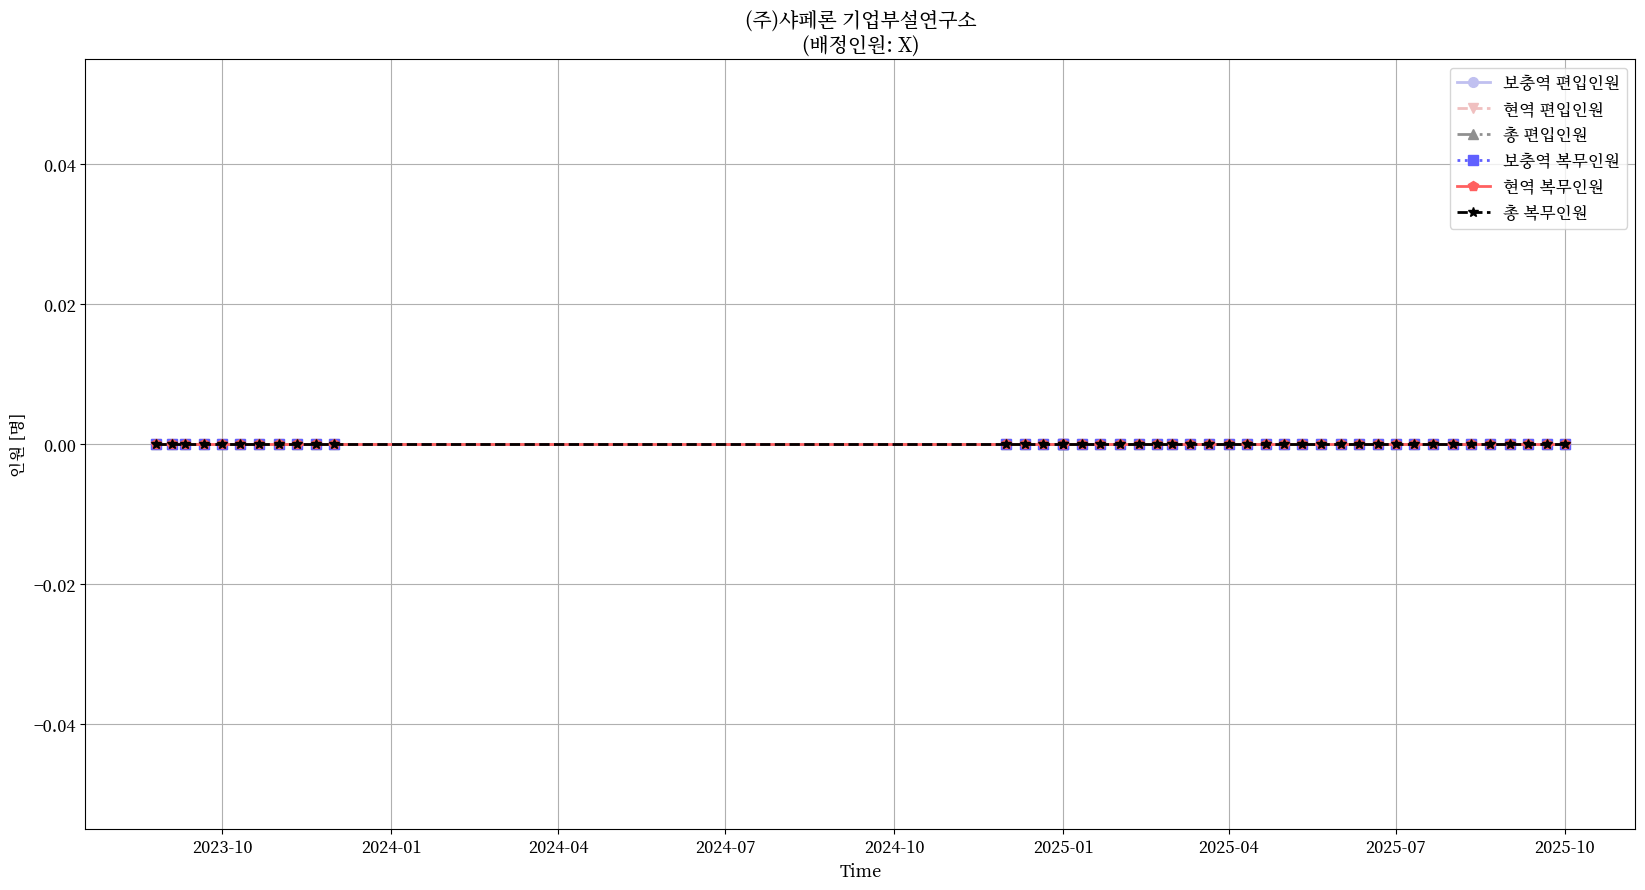 (주)샤페론 기업부설연구소
(배정인원: X)
보충역 편입인원
현역 편입인원
총 편입인원
보충역 복무인원
현역 복무인원
총 복무인원
인원 [명]
0.04
0.02
0.00
−0.02
−0.04
2023-10
2024-01
2024-04
2024-07
2024-10
2025-01
2025-04
2025-07
2025-10
Time